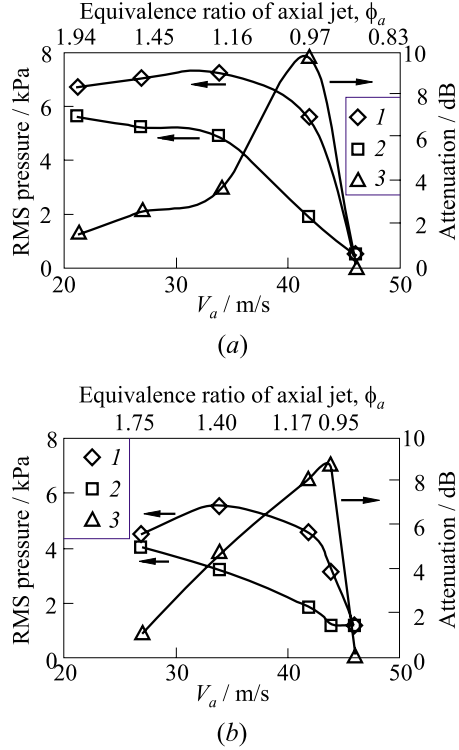 Equivalence ratio of axial jet, ϕa
1.94 1.45 1.16 0.97 0.83
8 10
6 8
4 6
2 4
0 2
0
20 30 40 50
RMS pressure / kPa
Attenuation / dB
1
2
3
Va / m/s
(a)
Equivalence ratio of axial jet, ϕa
1.75 1.40 1.17 0.95
8 10
6 8
4 6
2 4
0 2
0
20 30 40 50
RMS pressure / kPa
Attenuation / dB
1
2
3
Va / m/s
(b)